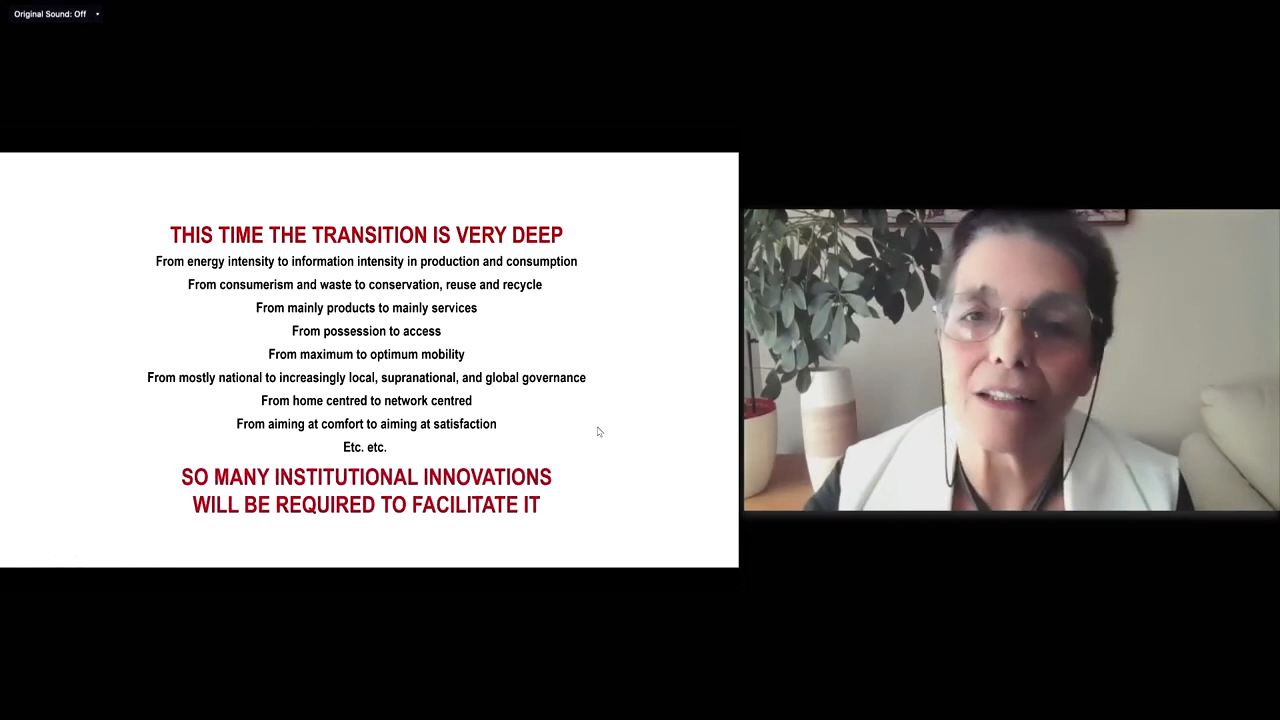 Original Sound: Off
THIS TIME THE TRANSITION IS VERY DEEP
From energy intensity to information intensity in production and consumption
From consumerism and waste to conservation, reuse and recycle
From mainly products to mainly services
From possession to access
From maximum to optimum mobility
From mostly national to increasingly local, supranational, and global governance
From home centred to network centred
From aiming at comfort to aiming at satisfaction
Etc. etc.
SO MANY INSTITUTIONAL INNOVATIONS
WILL BE REQUIRED TO FACILITATE IT